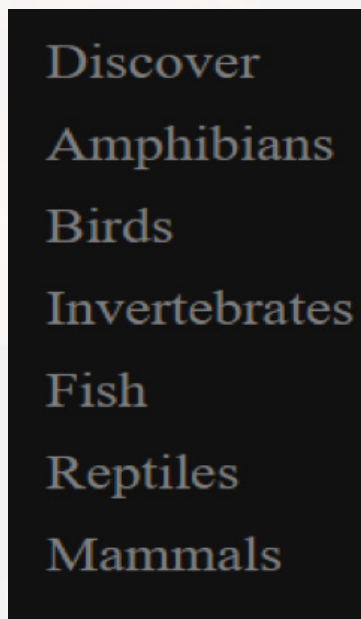 Discover
Amphibians
Birds
Invertebrates
Fish
Reptiles
Mammals